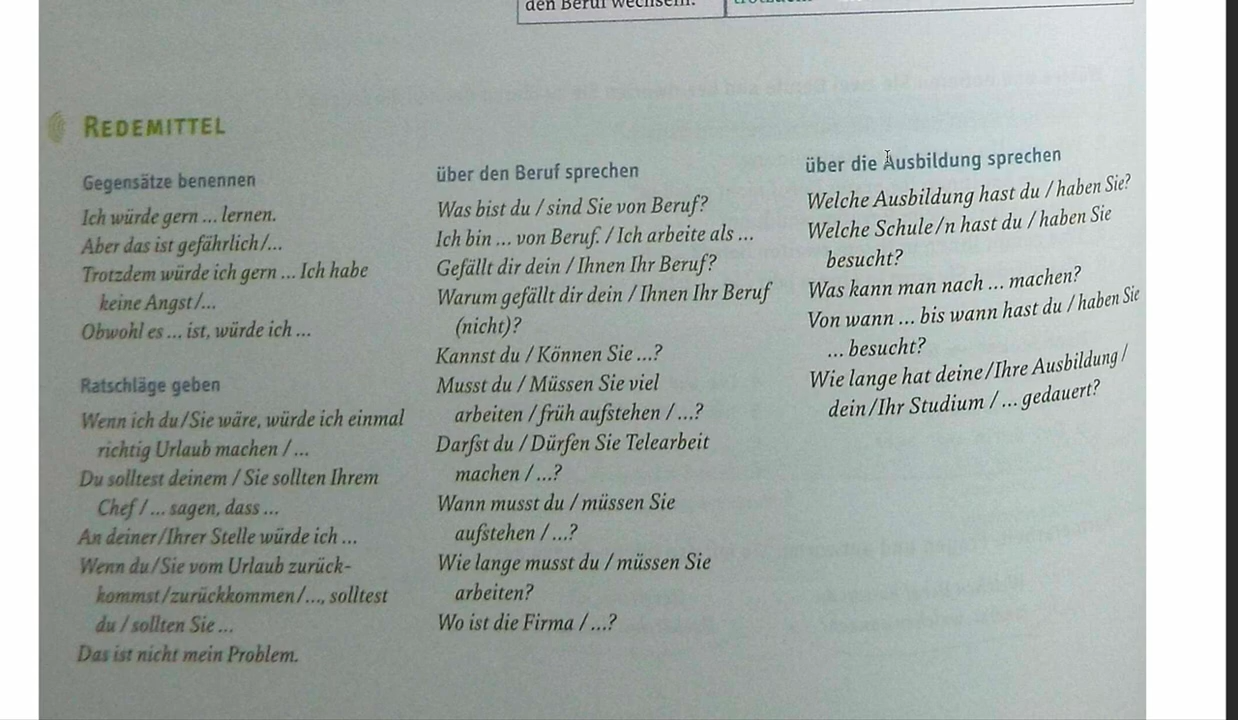 den Beruf wechseln.
trotzdem
REDEMITTEL
Gegensätze benennen
Ich würde gern ... lernen.
Aber das ist gefährlich/...
Trotzdem würde ich gern ... Ich habe
keine Angst/...
Obwohl es ... ist, würde ich ...
Ratschläge geben
Wenn ich du/Sie wäre, würde ich einmal
richtig Urlaub machen / ...
Du solltest deinem / Sie sollten Ihrem
Chef / ... sagen, dass ...
An deiner/Ihrer Stelle würde ich ...
Wenn du/Sie vom Urlaub zurück-
kommst/zurückkommen/..., solltest
du / sollten Sie ...
Das ist nicht mein Problem.
über den Beruf sprechen
Was bist du / sind Sie von Beruf?
Ich bin ... von Beruf. / Ich arbeite als ...
Gefällt dir dein / Ihnen Ihr Beruf?
Warum gefällt dir dein / Ihnen Ihr Beruf
(nicht)?
Kannst du / Können Sie ...?
Musst du / Müssen Sie viel
arbeiten / früh aufstehen / ...?
Darfst du / Dürfen Sie Telearbeit
machen / ...?
Wann musst du / müssen Sie
aufstehen / ...?
Wie lange musst du / müssen Sie
arbeiten?
Wo ist die Firma / ...?
über die Ausbildung sprechen
Welche Ausbildung hast du / haben Sie?
Welche Schule/n hast du / haben Sie
besucht?
Was kann man nach ... machen?
Von wann ... bis wann hast du / haben Sie
... besucht?
Wie lange hat deine/Ihre Ausbildung /
dein/Ihr Studium / ... gedauert?